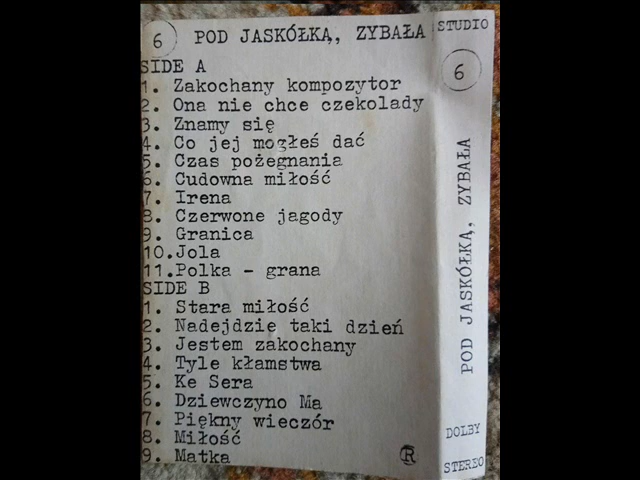 6 POD JASKÓŁKĄ, ZYBAŁA
SIDE A
1. Zakochany kompozytor
2. Ona nie chce czekolady
3. Znamy się
4. Co jej mogłeś dać
5. Czas pożegnania
6. Cudowna miłość
7. Irena
8. Czerwone jagody
9. Granica
10.Jola
11.Polka - grana
SIDE B
1. Stara miłość
2. Nadejdzie taki dzień
3. Jestem zakochany
4. Tyle kłamstwa
5. Ke Sera
6. Dziewczyno Ma
7. Piękny wieczór
8. Miłość
9. Matka
R
STUDIO
6
POD JASKÓŁKĄ, ZYBAŁA
DOLBY
STEREO